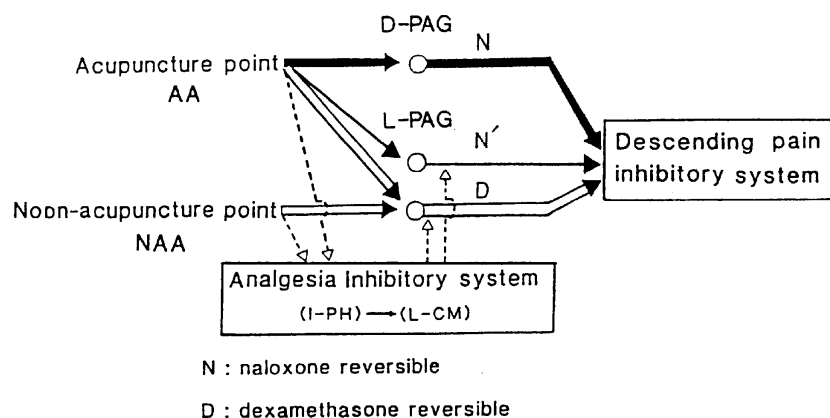 D-PAG
N
Acupuncture point
AA
L-PAG
N′
Descending pain
inhibitory system
D
Nobn-acupuncture point
NAA
Analgesia Inhibitory system
(I-PH) → (L-CM)
N : naloxone reversible
D : dexamethasone reversible